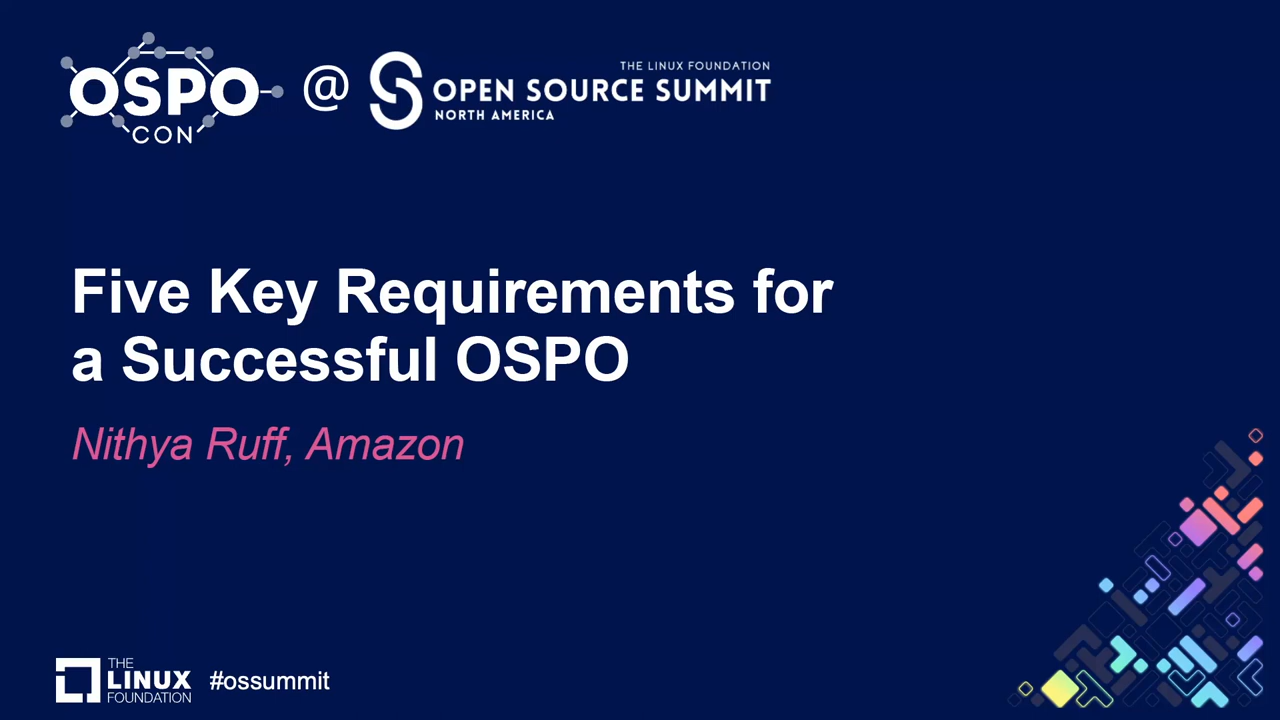 OSPO
CON
@
THE LINUX FOUNDATION
OPEN SOURCE SUMMIT
NORTH AMERICA
Five Key Requirements for
a Successful OSPO
Nithya Ruff, Amazon
THE
LINUX
FOUNDATION
#ossummit